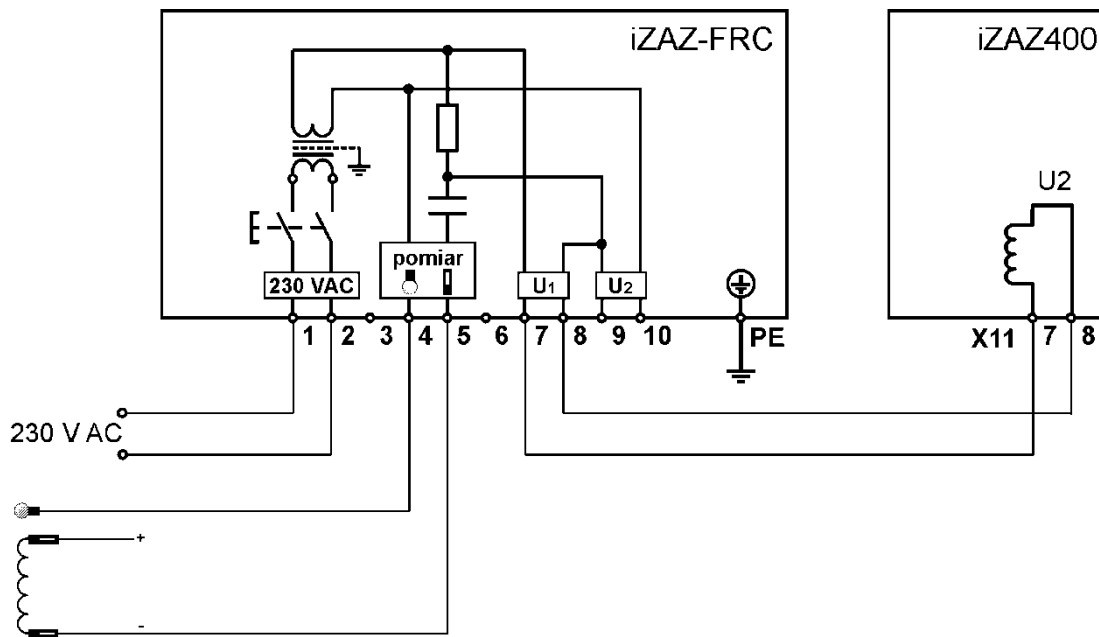 iZAZ-FRC
iZAZ400
U2
pomiar
230 VAC
U1
U2
1 2 3 4 5 6 7 8 9 10 PE
X11 7 8
230 V AC
+
-